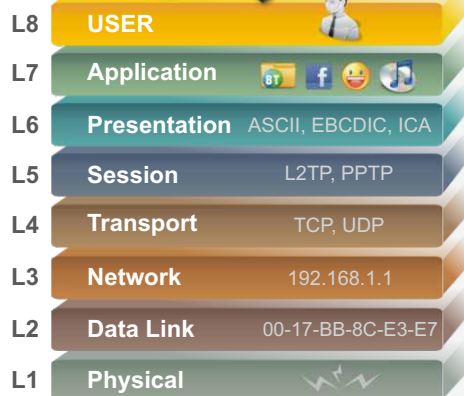 L8 USER
L7 Application BT f
L6 Presentation ASCII, EBCDIC, ICA
L5 Session L2TP, PPTP
L4 Transport TCP, UDP
L3 Network 192.168.1.1
L2 Data Link 00-17-BB-8C-E3-E7
L1 Physical